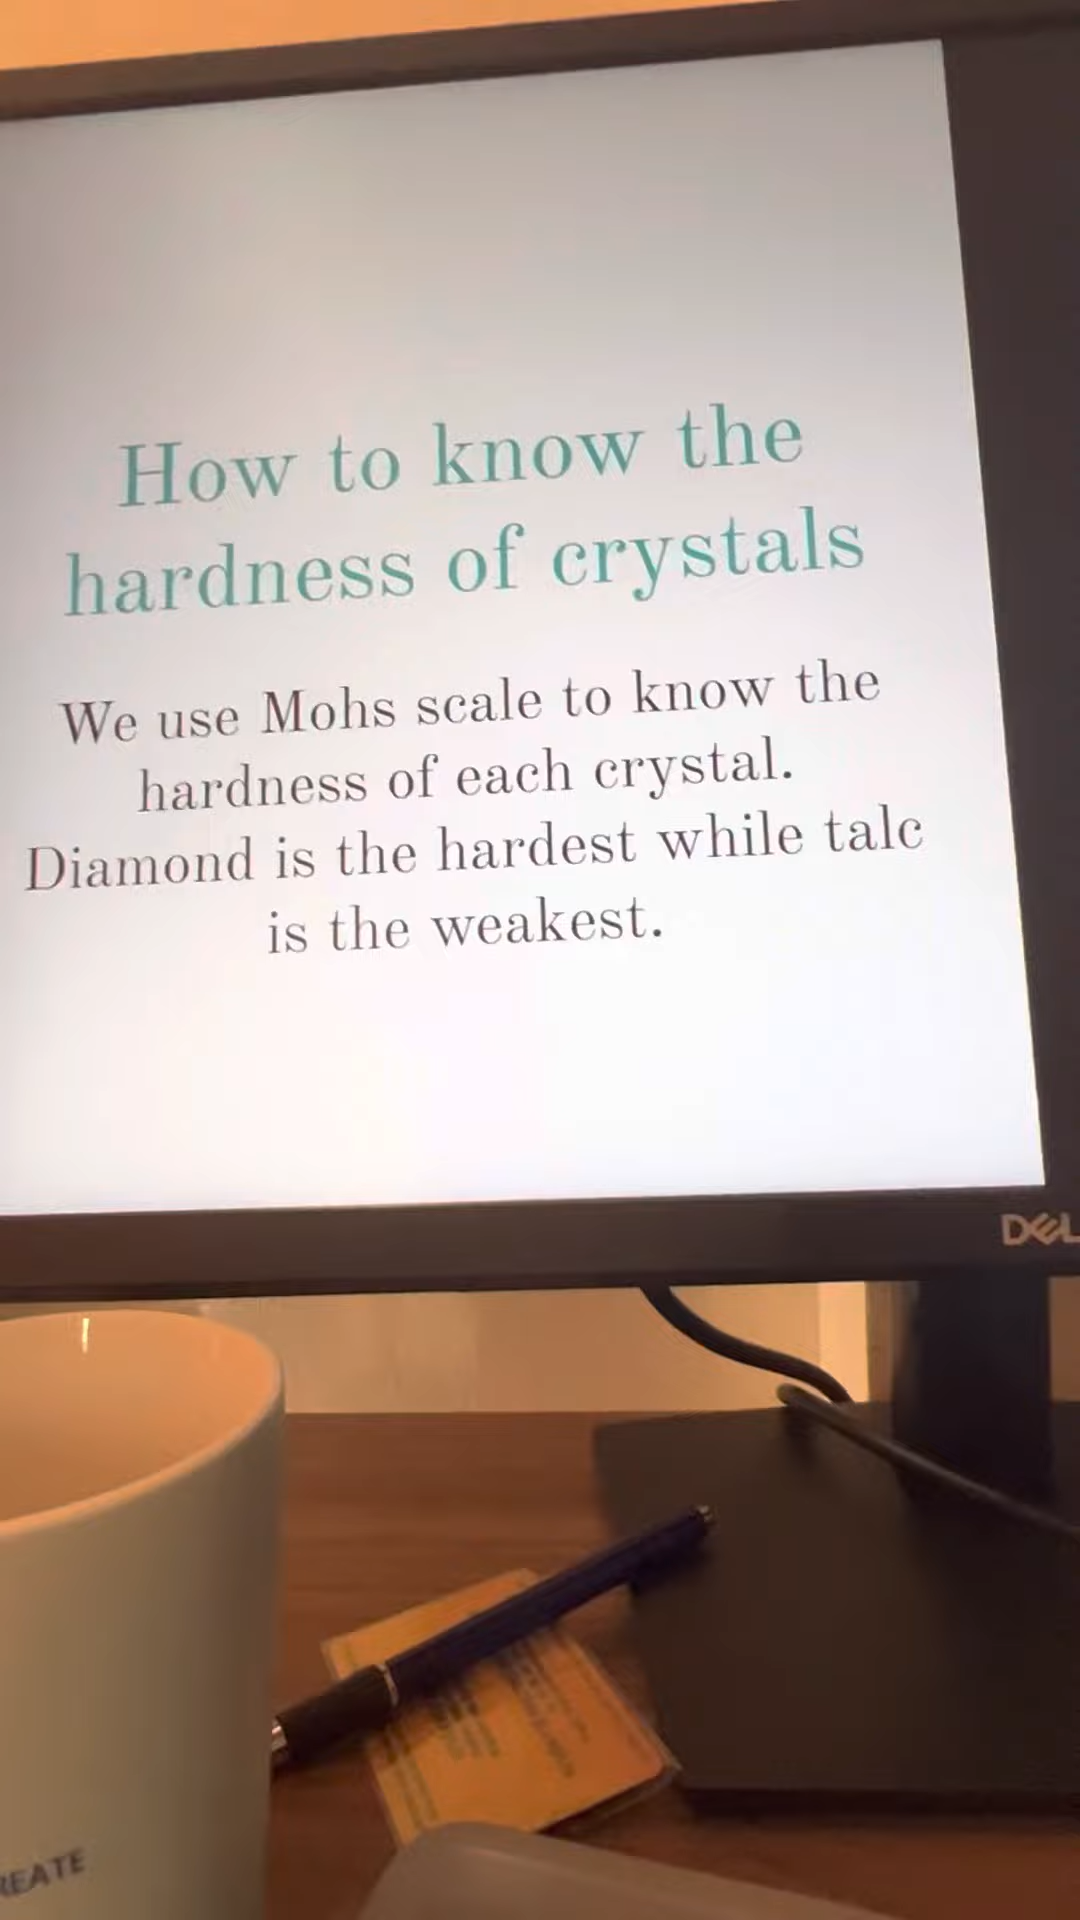 How to know the
hardness of crystals
We use Mohs scale to know the
hardness of each crystal.
Diamond is the hardest while talc
is the weakest.
DEL
REATE